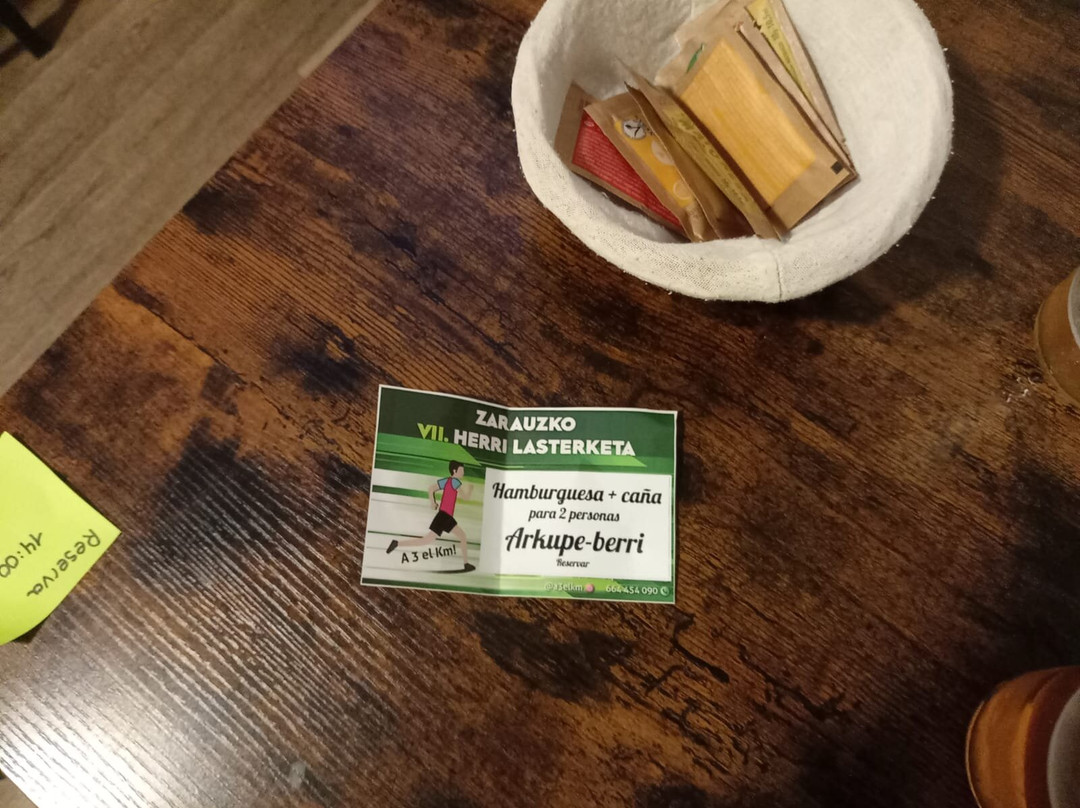 ZARAUZKO
VII. HERRI LASTERKETA
Hamburguesa + caña
para 2 personas
Arkupe-berri
Reservar
A 3 el Km!
@a3elkm 664 454 090
Reserva
14:00